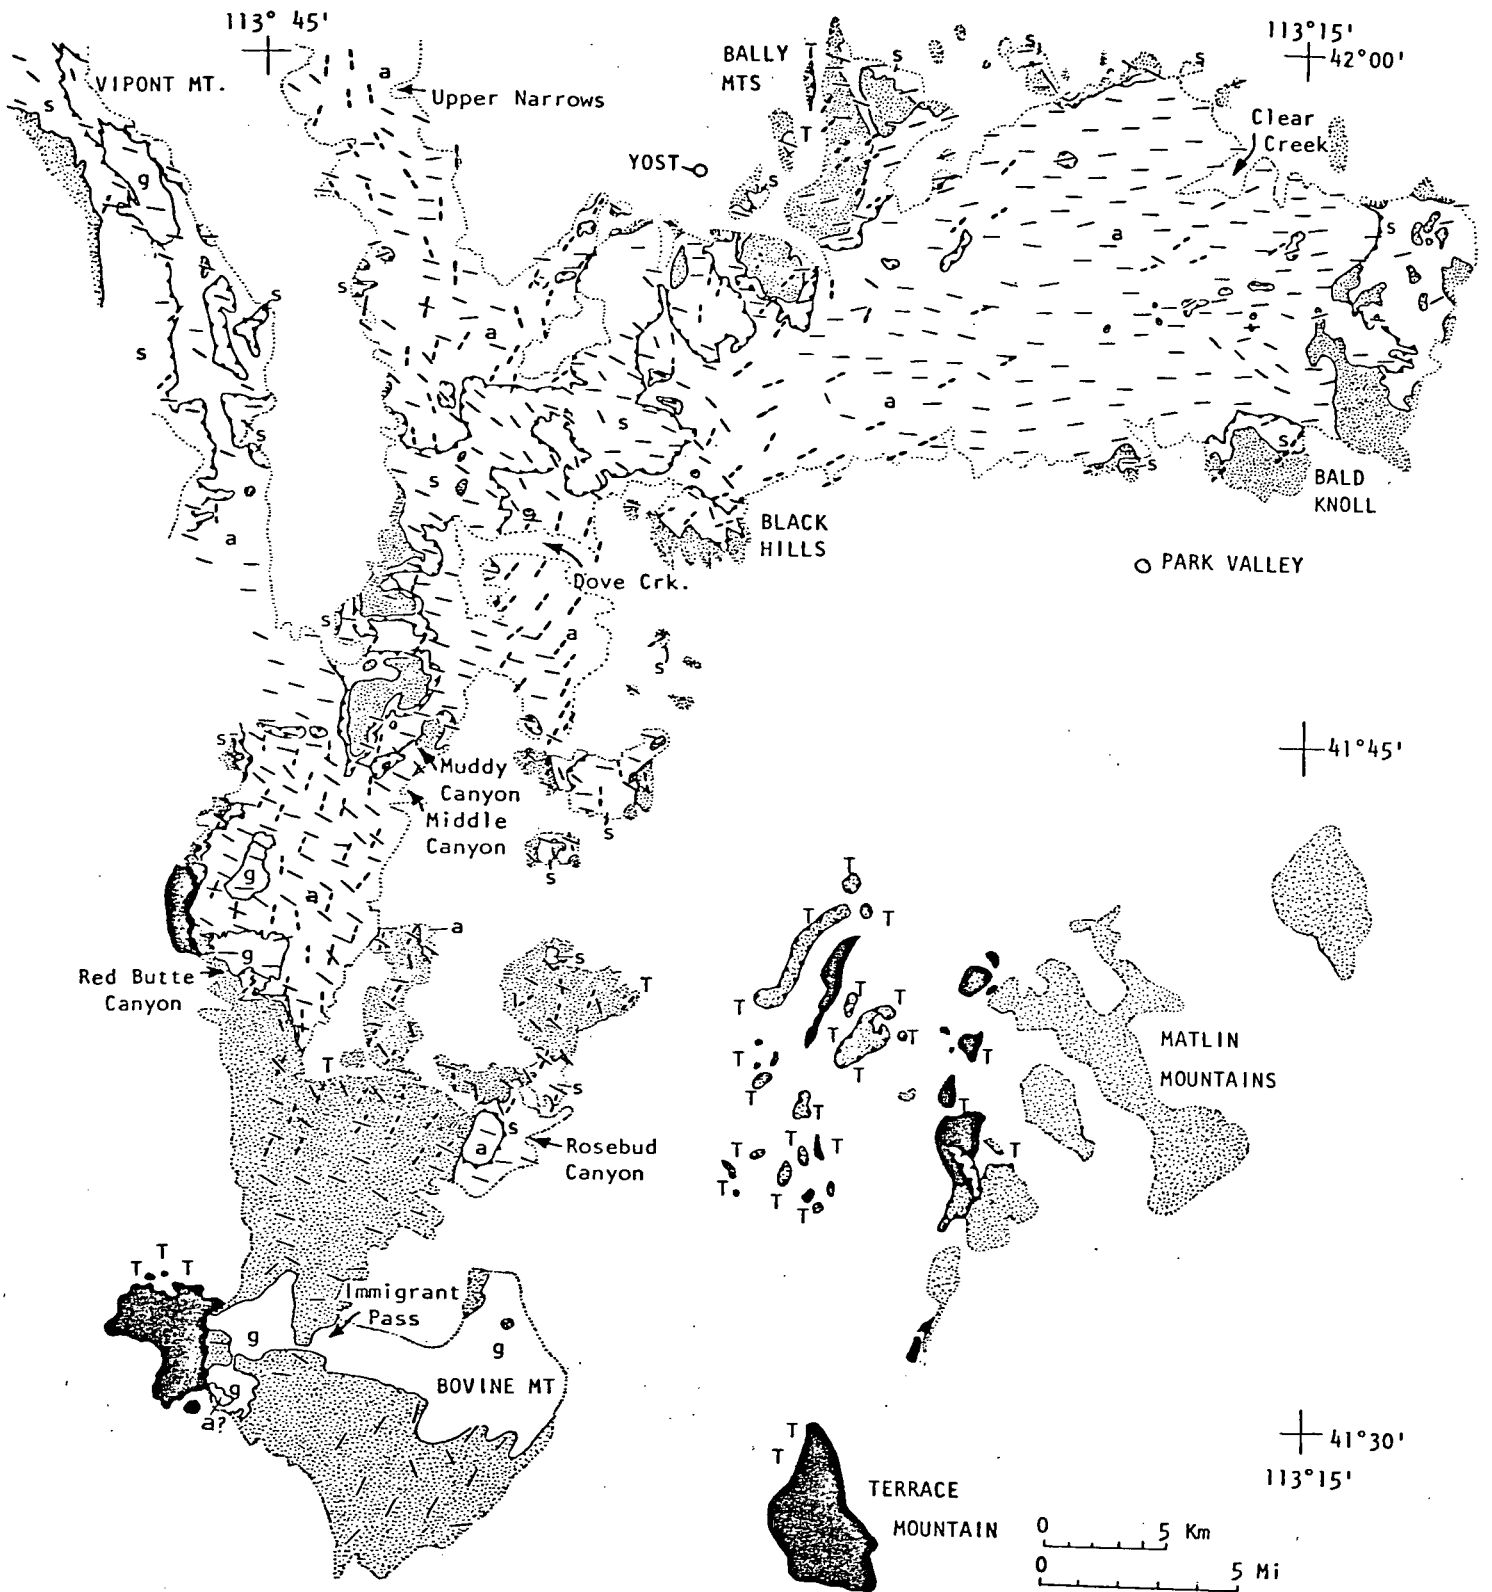 113° 45'
113°15'
42°00'
VIPONT MT.
s
a
Upper Narrows
BALLY
MTS
T
s
s
s
T
Clear
Creek
YOST
g
s
s
a
s
s
s
a
a
s
s
s
s
s
BALD
KNOLL
a
g
BLACK
HILLS
PARK VALLEY
Dove Crk.
s
a
s
s
41°45'
Muddy
Canyon
Middle
Canyon
s
s
g
a
T
T
T
a
g
Red Butte
Canyon
s
T
T
T
T
T
T
T
T
T
MATLIN
MOUNTAINS
T
s
T
T
T
s
a
Rosebud
Canyon
T
T
T
T
T
T
T
T
T
T
Immigrant
Pass
g
g
BOVINE MT
g
a?
T
T
41°30'
113°15'
TERRACE
MOUNTAIN
0 5 Km
0 5 Mi